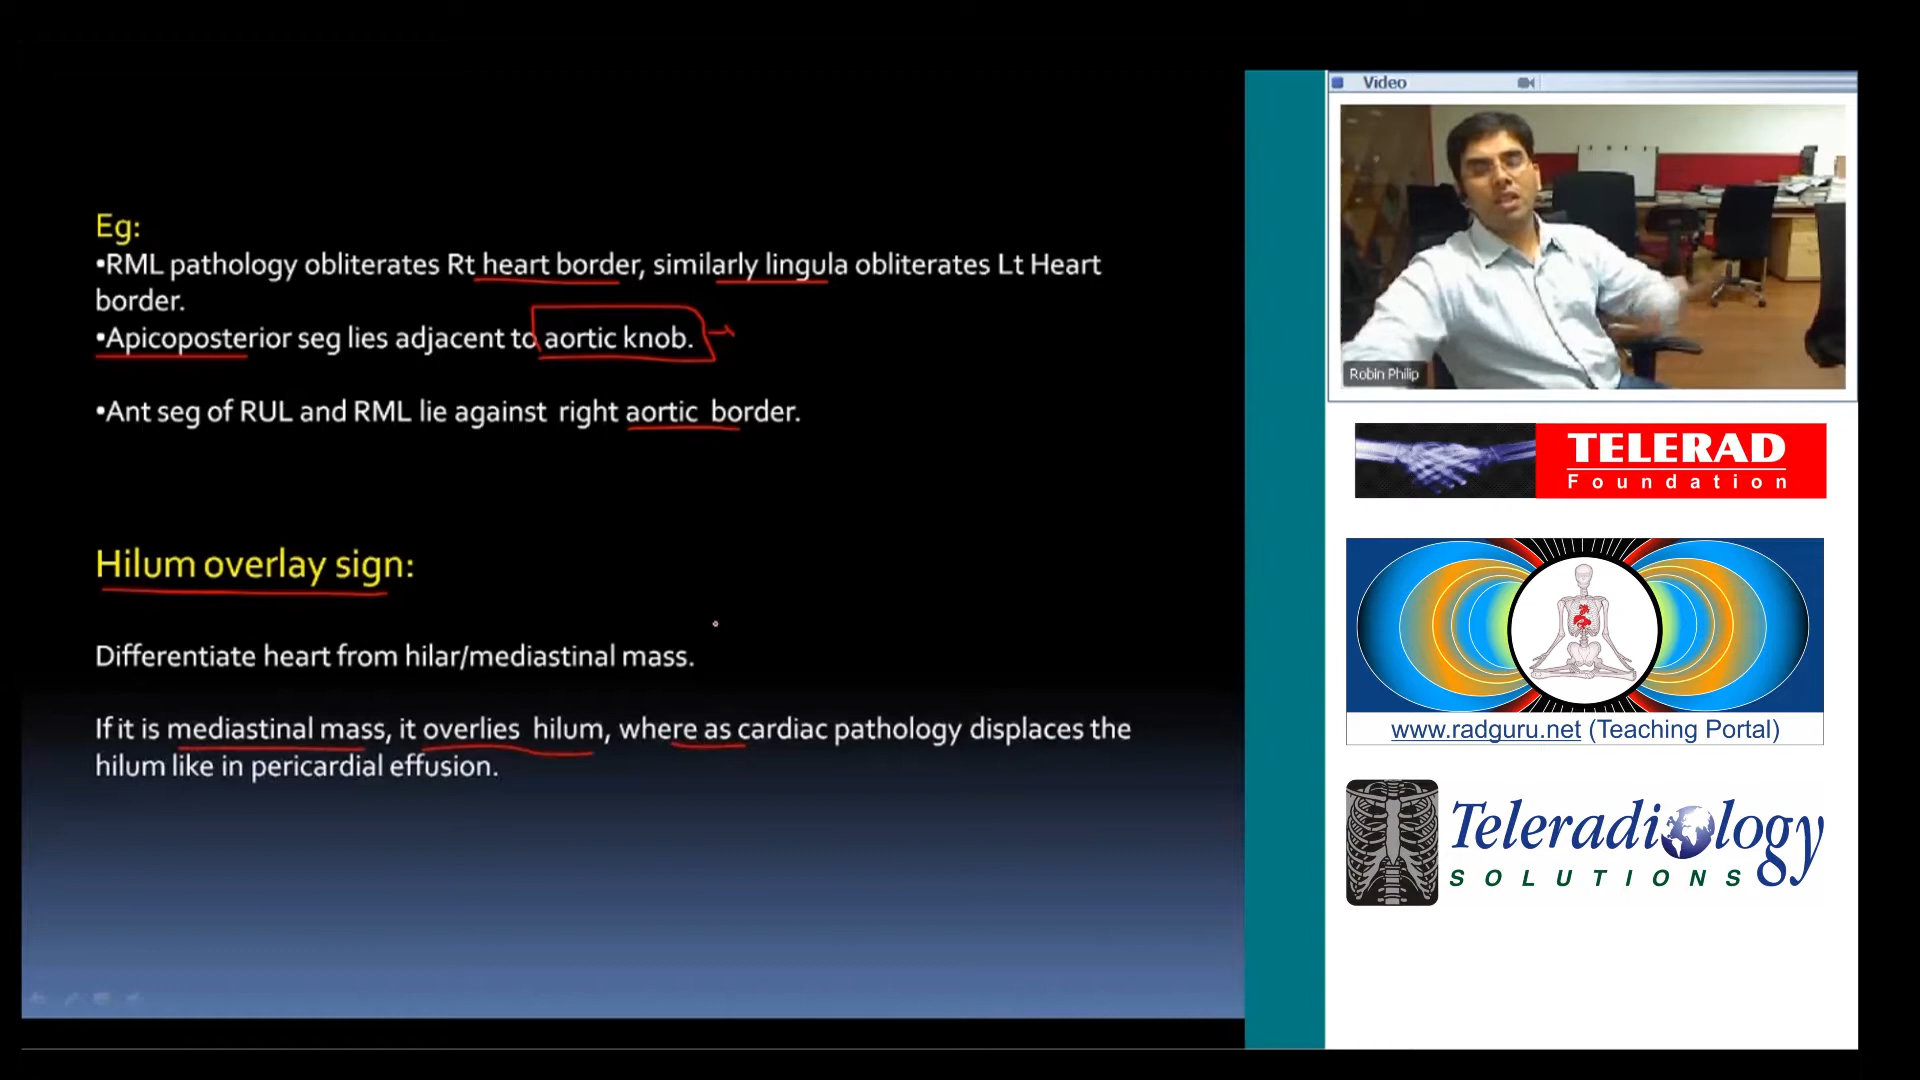 Eg:
•RML pathology obliterates Rt heart border, similarly lingula obliterates Lt Heart
border.
•Apicoposterior seg lies adjacent to aortic knob.
•Ant seg of RUL and RML lie against right aortic border.
Hilum overlay sign:
Differentiate heart from hilar/mediastinal mass.
If it is mediastinal mass, it overlies hilum, where as cardiac pathology displaces the
hilum like in pericardial effusion.
Video
Robin Philip
TELERAD
Foundation
www.radguru.net (Teaching Portal)
Teleradiology
SOLUTIONS